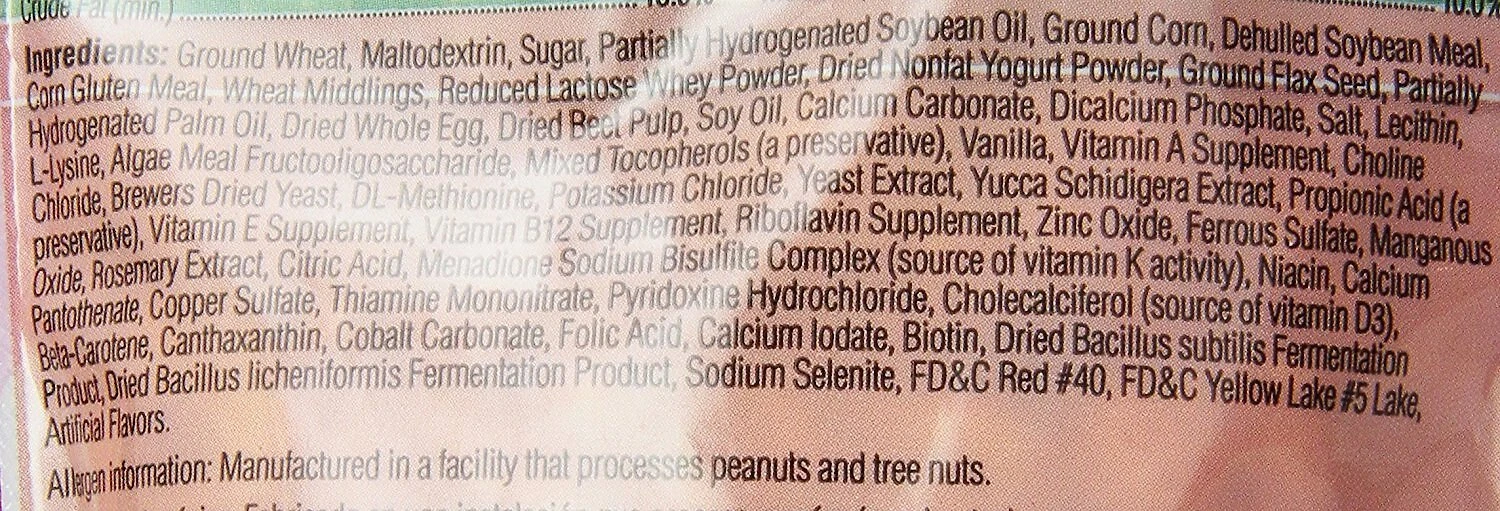 Crude Fat (min.) 10.0%
Ingredients: Ground Wheat, Maltodextrin, Sugar, Partially Hydrogenated Soybean Oil, Ground Corn, Dehulled Soybean Meal,
Corn Gluten Meal, Wheat Middlings, Reduced Lactose Whey Powder, Dried Nonfat Yogurt Powder, Ground Flax Seed, Partially
Hydrogenated Palm Oil, Dried Whole Egg, Dried Beet Pulp, Soy Oil, Calcium Carbonate, Dicalcium Phosphate, Salt, Lecithin,
L-Lysine, Algae Meal Fructooligosaccharide, Mixed Tocopherols (a preservative), Vanilla, Vitamin A Supplement, Choline
Chloride, Brewers Dried Yeast, DL-Methionine, Potassium Chloride, Yeast Extract, Yucca Schidigera Extract, Propionic Acid (a
preservative), Vitamin E Supplement, Vitamin B12 Supplement, Riboflavin Supplement, Zinc Oxide, Ferrous Sulfate, Manganous
Oxide, Rosemary Extract, Citric Acid, Menadione Sodium Bisulfite Complex (source of vitamin K activity), Niacin, Calcium
Pantothenate, Copper Sulfate, Thiamine Mononitrate, Pyridoxine Hydrochloride, Cholecalciferol (source of vitamin D3),
Beta-Carotene, Canthaxanthin, Cobalt Carbonate, Folic Acid, Calcium Iodate, Biotin, Dried Bacillus subtilis Fermentation
Product, Dried Bacillus licheniformis Fermentation Product, Sodium Selenite, FD&C Red #40, FD&C Yellow Lake #5 Lake,
Artificial Flavors.
Allergen information: Manufactured in a facility that processes peanuts and tree nuts.